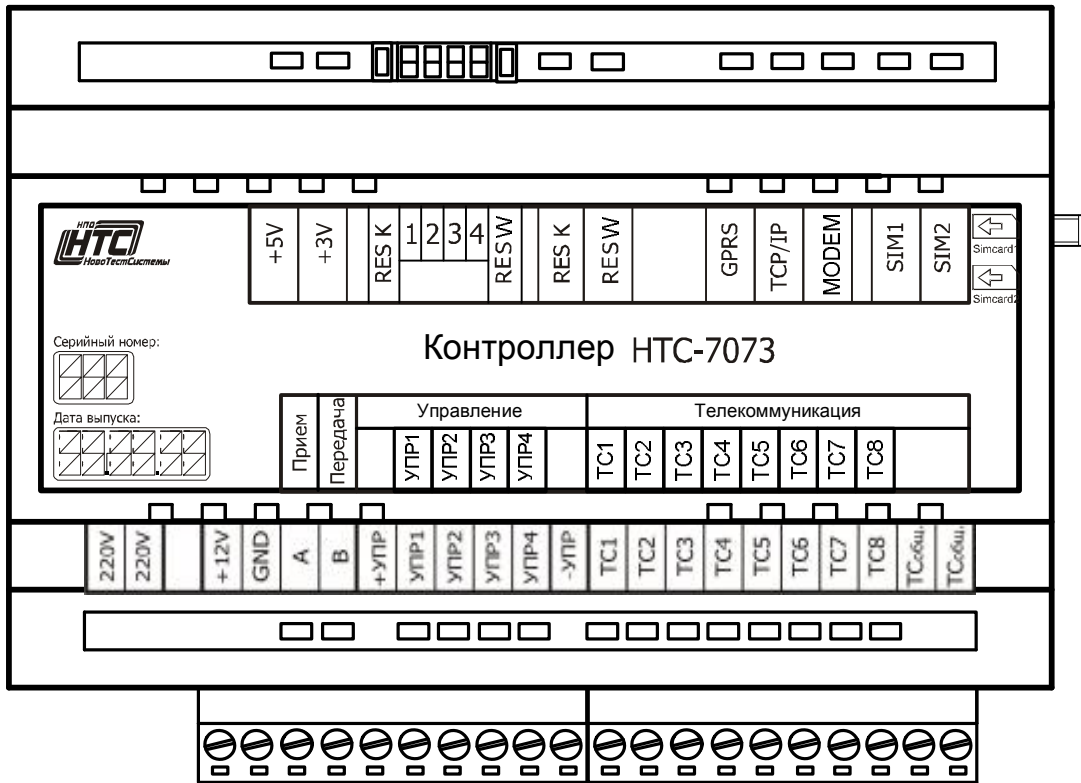 НПО
НТС
НовоТестСистемы
+5V
+3V
RES K
1 2 3 4
RES W
RES K
RES W
GPRS
TCP/IP
MODEM
SIM1
SIM2
Simcard1
Simcard2
Контроллер НТС-7073
Серийный номер:
Дата выпуска:
Прием
Передача
Управление
УПР1
УПР2
УПР3
УПР4
Телекоммуникация
ТС1
ТС2
ТС3
ТС4
ТС5
ТС6
ТС7
ТС8
220V
220V
+12V
GND
A
B
+УПР
УПР1
УПР2
УПР3
УПР4
-УПР
ТС1
ТС2
ТС3
ТС4
ТС5
ТС6
ТС7
ТС8
ТСобщ.
ТСобщ.